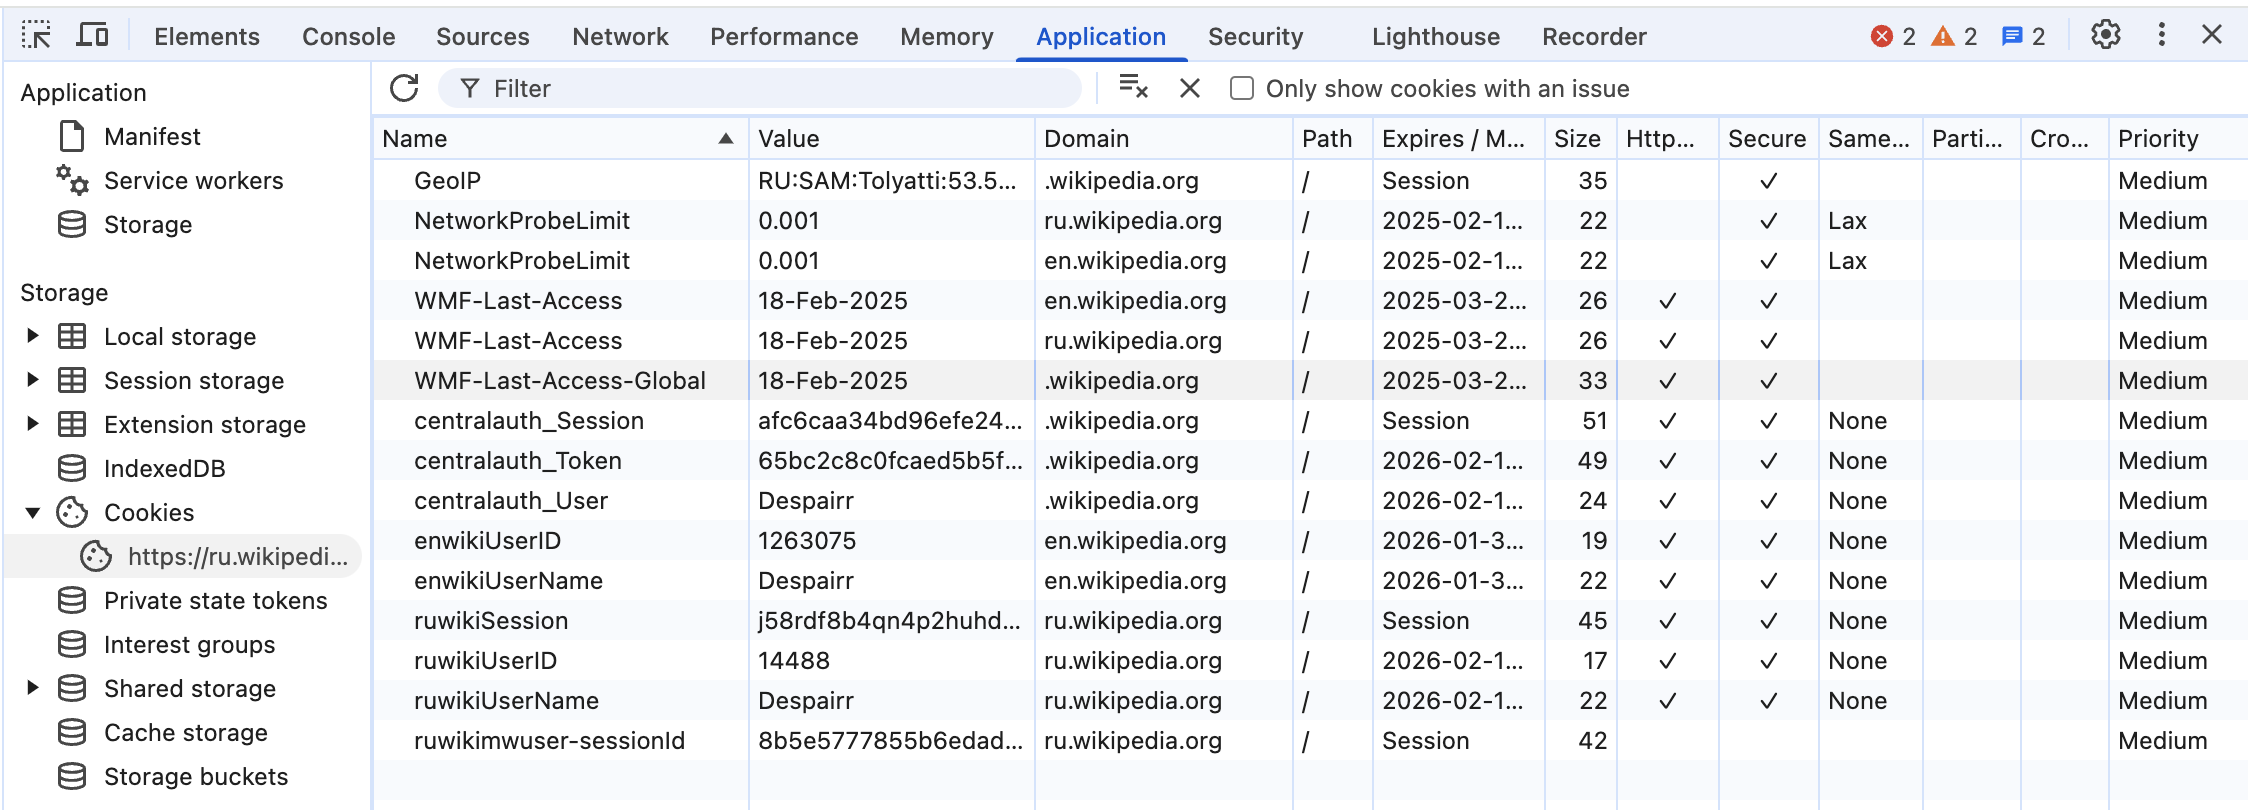 Elements Console Sources Network Performance Memory Application Security Lighthouse Recorder 2 2 2
Application
Manifest
Service workers
Storage
Storage
Local storage
Session storage
Extension storage
IndexedDB
Cookies
https://ru.wikipedi...
Private state tokens
Interest groups
Shared storage
Cache storage
Storage buckets
Filter Only show cookies with an issue
Name Value Domain Path Expires / M... Size Http... Secure Same... Parti... Cro... Priority
GeoIP RU:SAM:Tolyatti:53.5... .wikipedia.org / Session 35 ✓ Medium
NetworkProbeLimit 0.001 ru.wikipedia.org / 2025-02-1... 22 ✓ Lax Medium
NetworkProbeLimit 0.001 en.wikipedia.org / 2025-02-1... 22 ✓ Lax Medium
WMF-Last-Access 18-Feb-2025 en.wikipedia.org / 2025-03-2... 26 ✓ ✓ Medium
WMF-Last-Access 18-Feb-2025 ru.wikipedia.org / 2025-03-2... 26 ✓ ✓ Medium
WMF-Last-Access-Global 18-Feb-2025 .wikipedia.org / 2025-03-2... 33 ✓ ✓ Medium
centralauth_Session afc6caa34bd96efe24... .wikipedia.org / Session 51 ✓ ✓ None Medium
centralauth_Token 65bc2c8c0fcaed5b5f... .wikipedia.org / 2026-02-1... 49 ✓ ✓ None Medium
centralauth_User Despairr .wikipedia.org / 2026-02-1... 24 ✓ ✓ None Medium
enwikiUserID 1263075 en.wikipedia.org / 2026-01-3... 19 ✓ ✓ None Medium
enwikiUserName Despairr en.wikipedia.org / 2026-01-3... 22 ✓ ✓ None Medium
ruwikiSession j58rdf8b4qn4p2huhd... ru.wikipedia.org / Session 45 ✓ ✓ None Medium
ruwikiUserID 14488 ru.wikipedia.org / 2026-02-1... 17 ✓ ✓ None Medium
ruwikiUserName Despairr ru.wikipedia.org / 2026-02-1... 22 ✓ ✓ None Medium
ruwikimwuser-sessionId 8b5e5777855b6edad... ru.wikipedia.org / Session 42 Medium